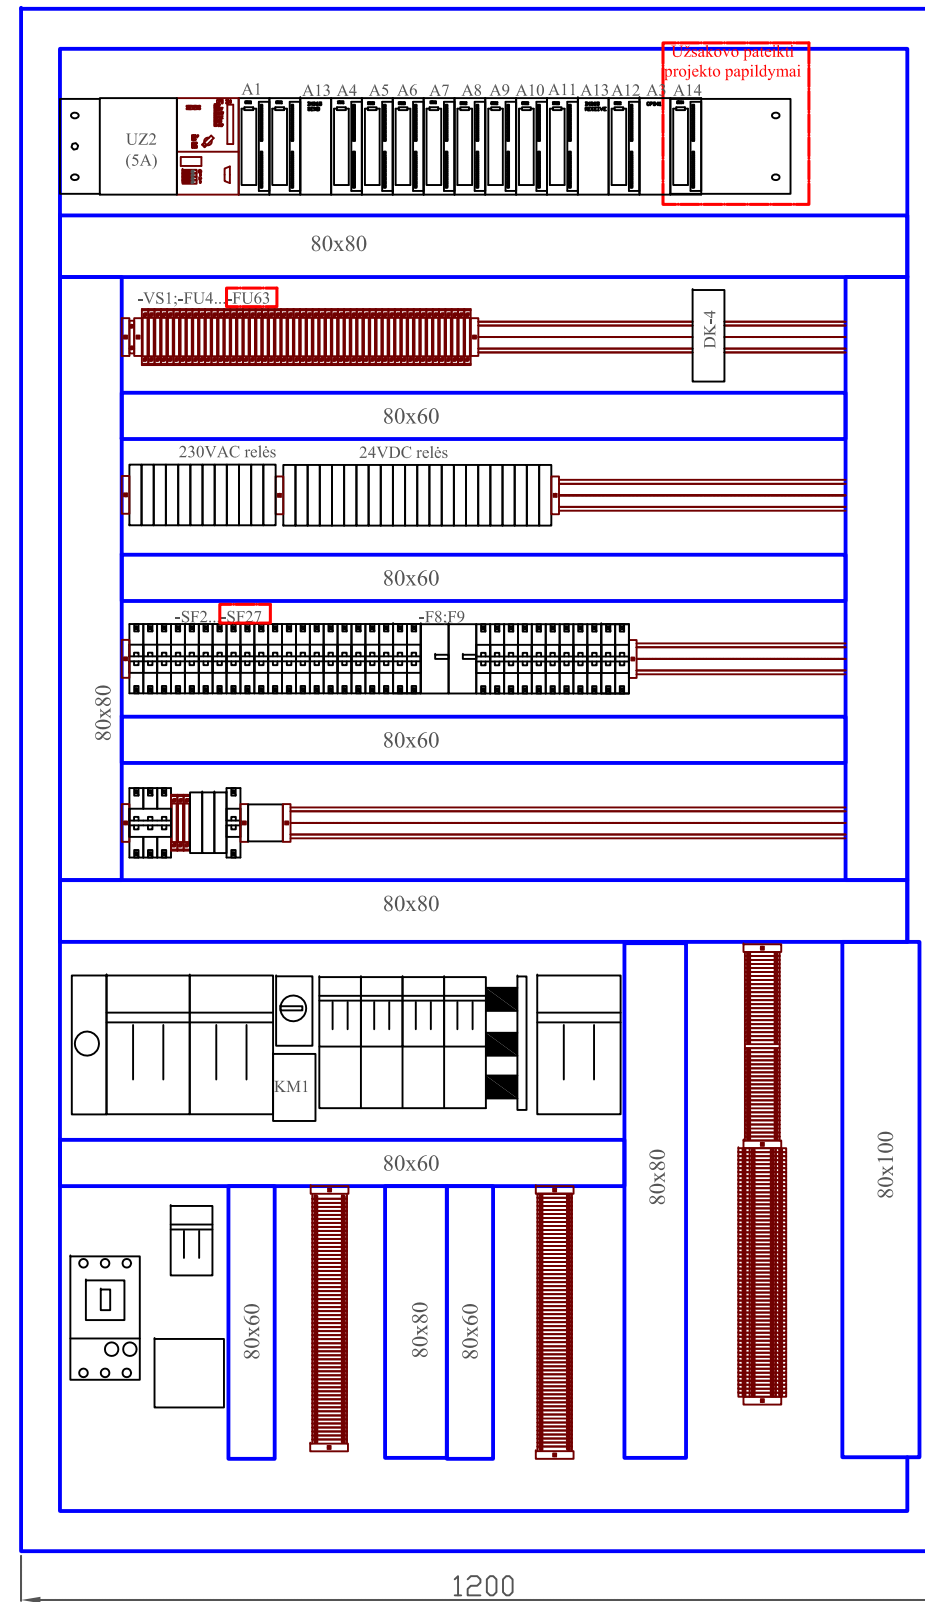 Užsakovo pateikti
projekto papildymai
A1 A13 A4 A5 A6 A7 A8 A9 A10 A11 A13 A12 A3 A14
UZ2
(5A)
80x80
-VS1;-FU4...-FU63
DK-4
80x60
230VAC relės 24VDC relės
80x60
-SF2...-SF27 -F8;F9
80x80
80x60
80x80
KM1
80x60
80x80
80x100
80x60
80x80
80x60
1200